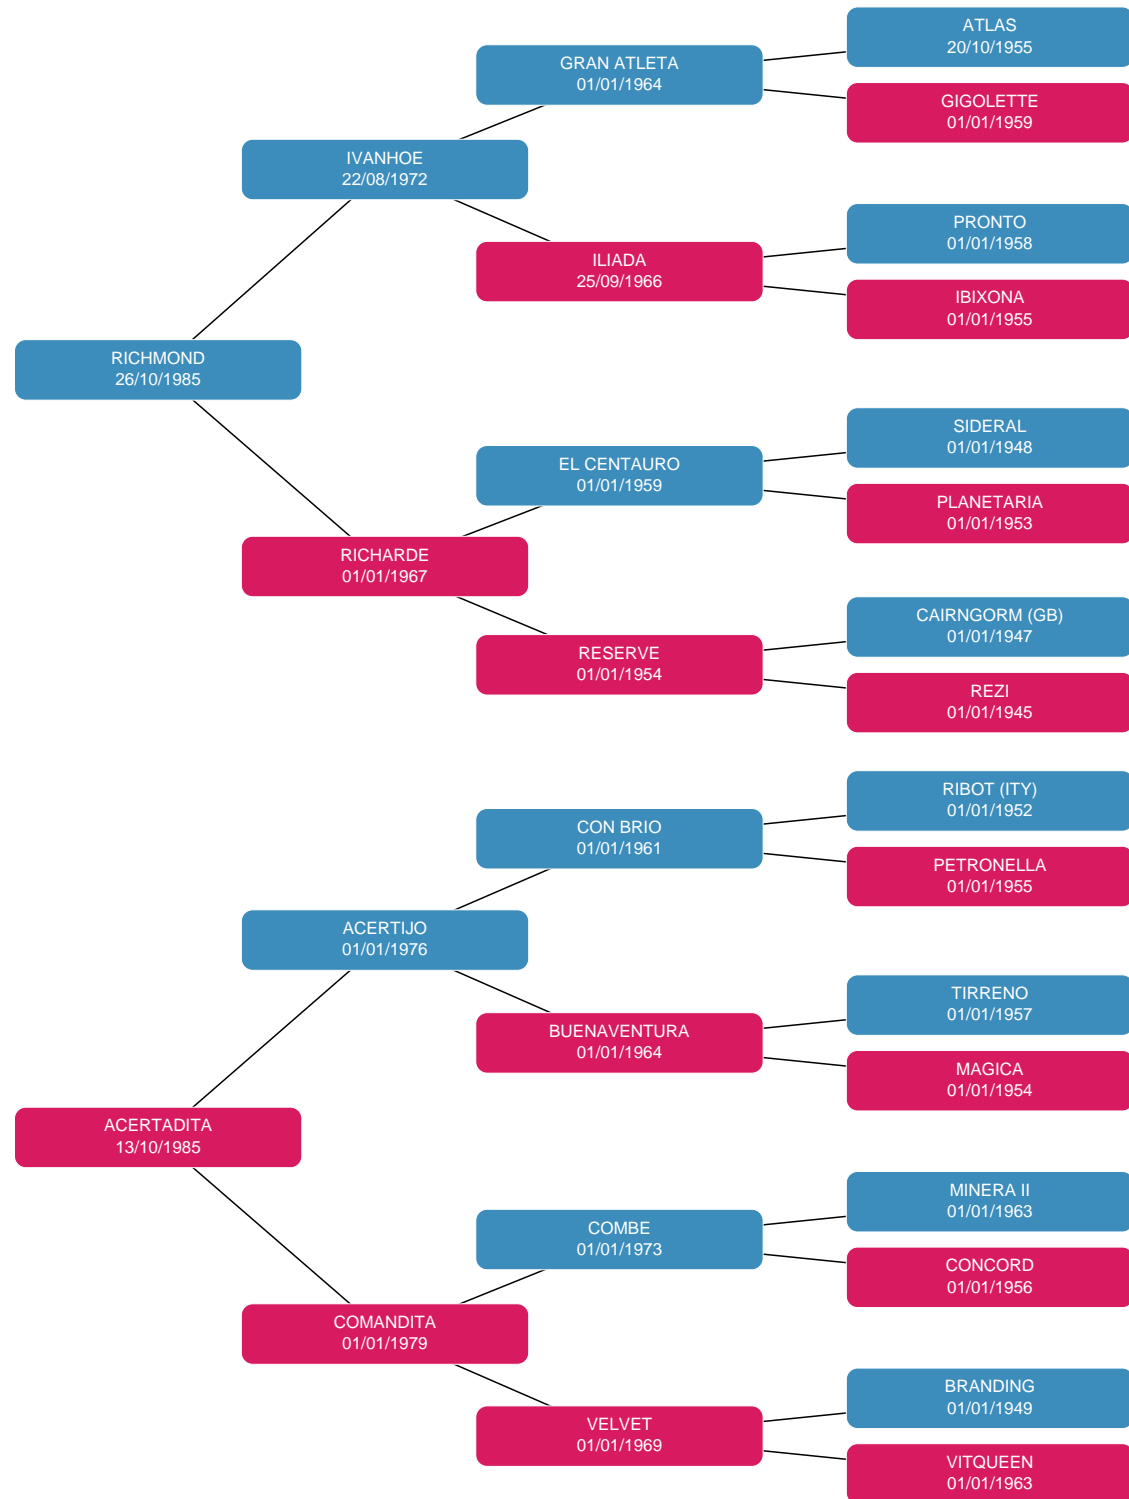 ATLAS
20/10/1955
GRAN ATLETA
01/01/1964
GIGOLETTE
01/01/1959
IVANHOE
22/08/1972
PRONTO
01/01/1958
ILIADA
25/09/1966
IBIXONA
01/01/1955
RICHMOND
26/10/1985
SIDERAL
01/01/1948
EL CENTAURO
01/01/1959
PLANETARIA
01/01/1953
RICHARDE
01/01/1967
CAIRNGORM (GB)
01/01/1947
RESERVE
01/01/1954
REZI
01/01/1945
RIBOT (ITY)
01/01/1952
CON BRIO
01/01/1961
PETRONELLA
01/01/1955
ACERTIJO
01/01/1976
TIRRENO
01/01/1957
BUENAVENTURA
01/01/1964
MAGICA
01/01/1954
ACERTADITA
13/10/1985
MINERA II
01/01/1963
COMBE
01/01/1973
CONCORD
01/01/1956
COMANDITA
01/01/1979
BRANDING
01/01/1949
VELVET
01/01/1969
VITQUEEN
01/01/1963